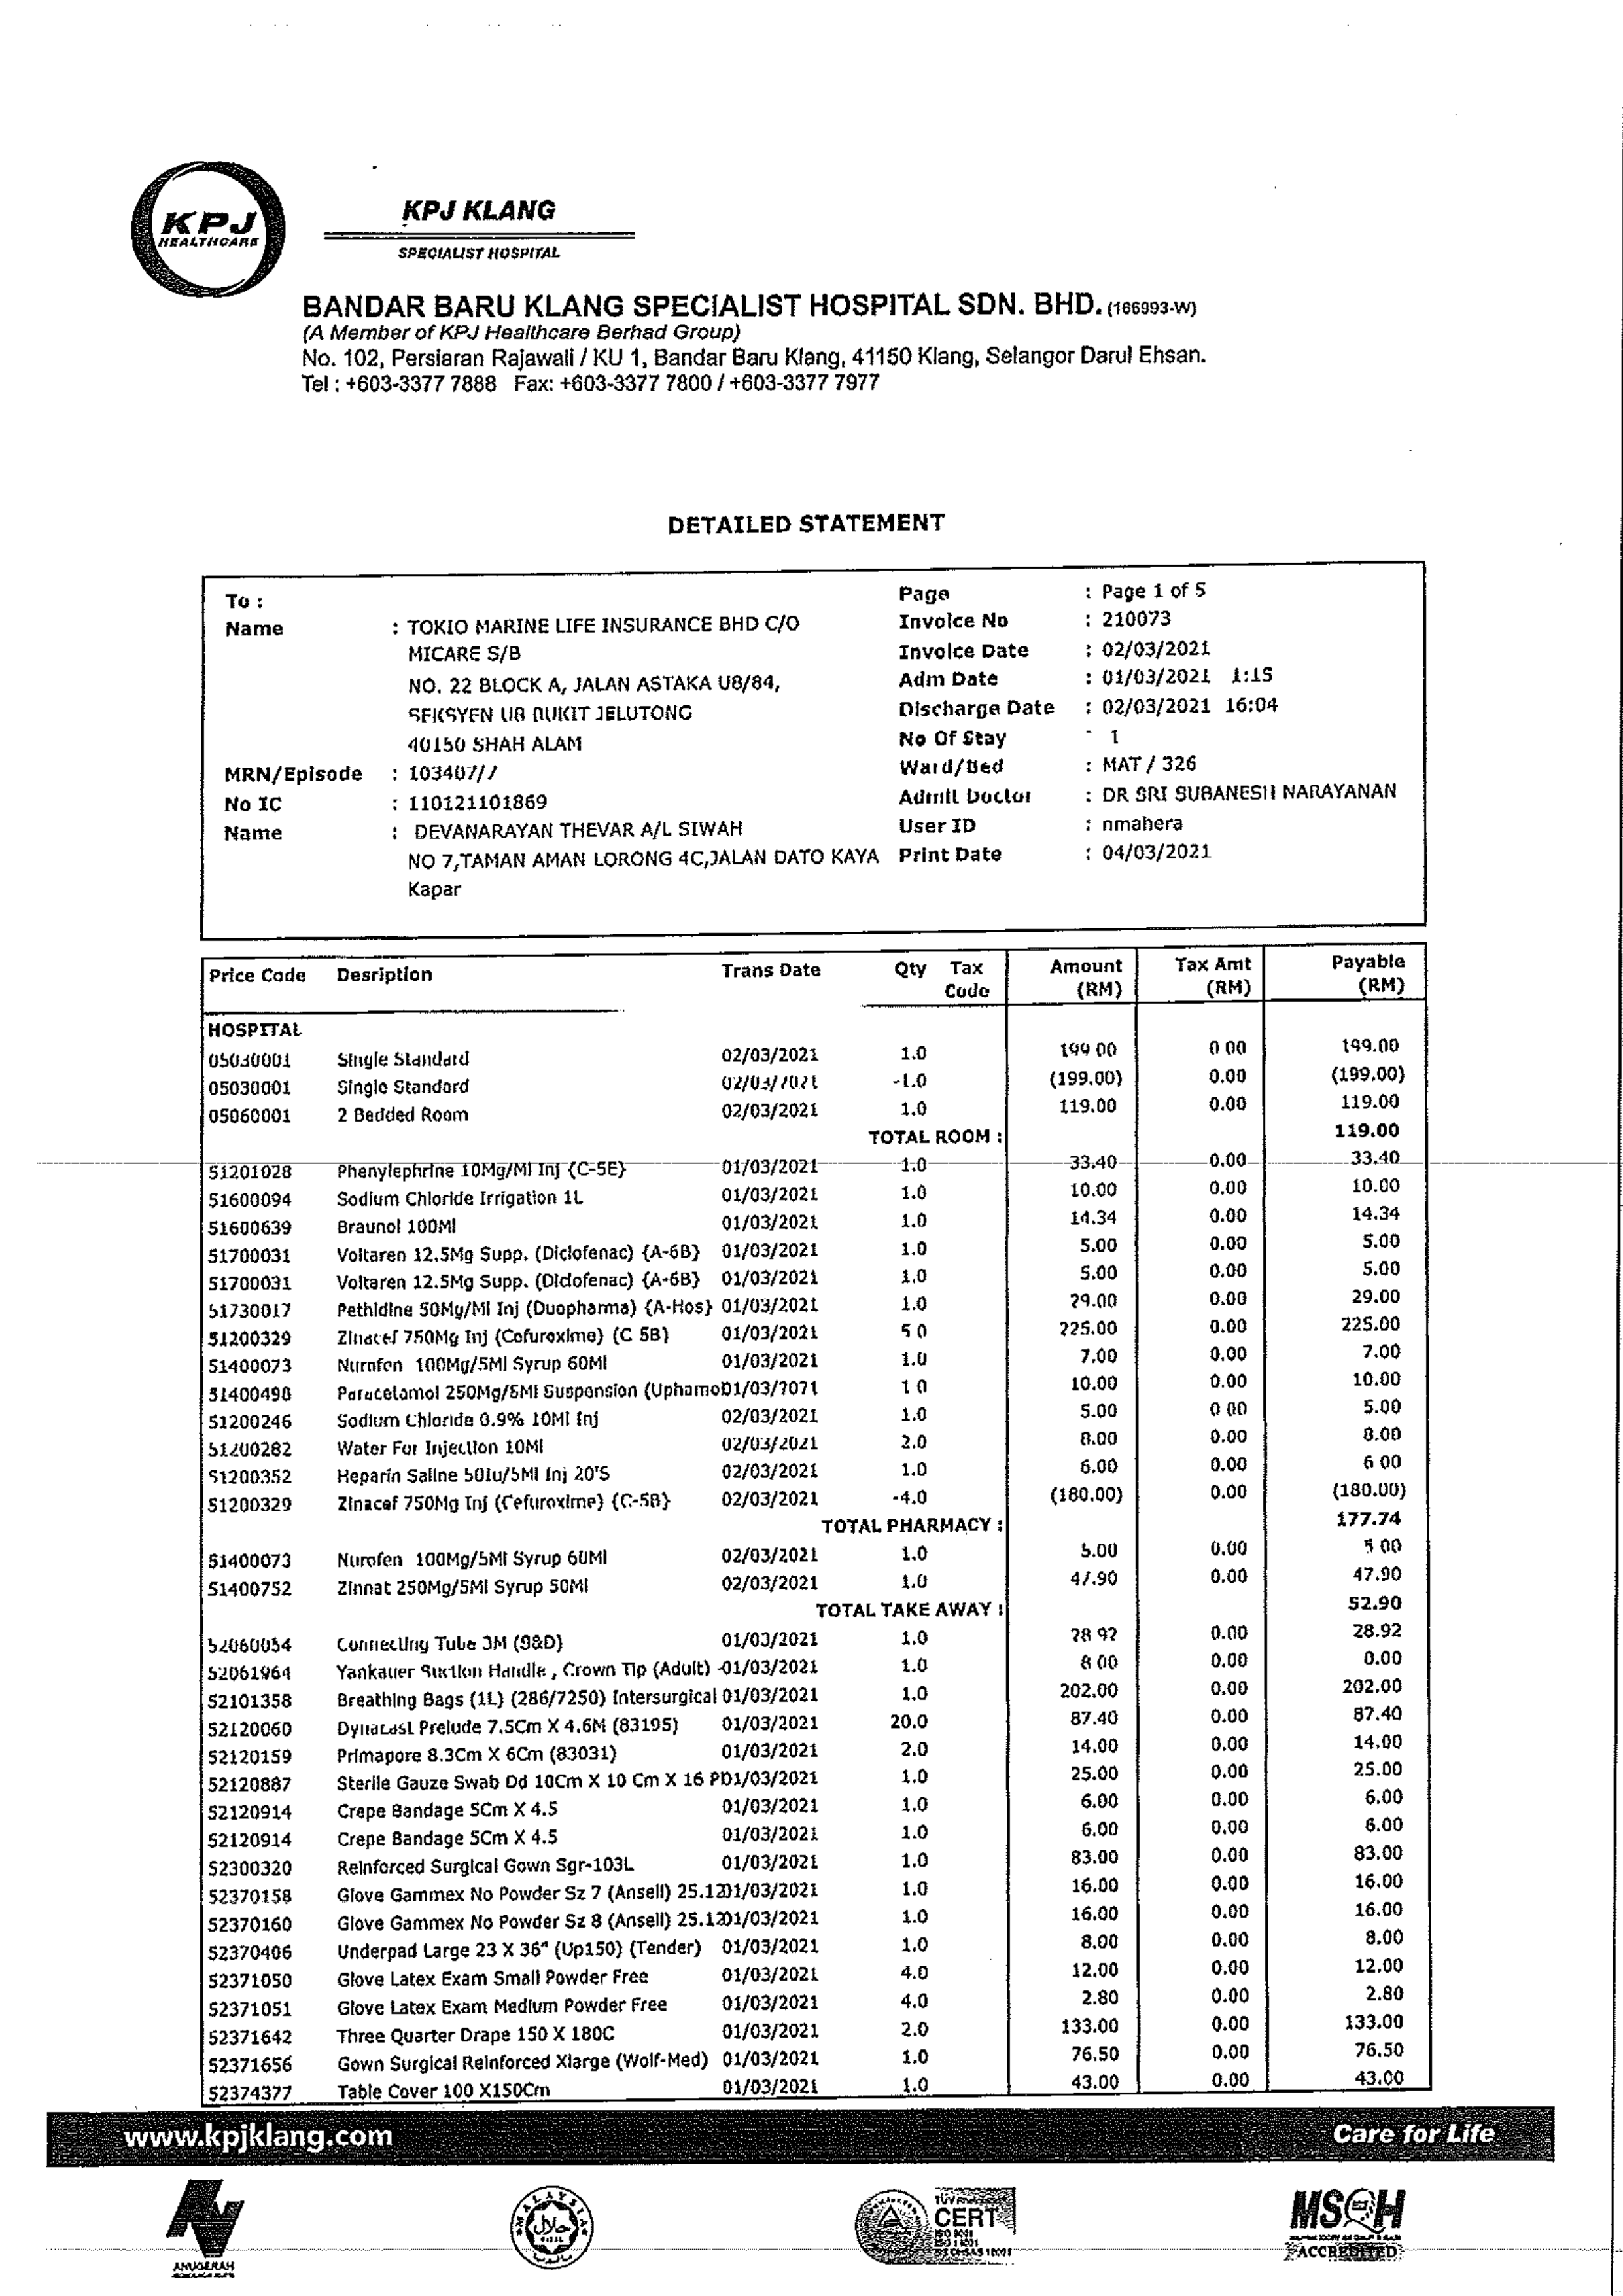 KPJ
HEALTHCARE
KPJ KLANG
SPECIALIST HOSPITAL
BANDAR BARU KLANG SPECIALIST HOSPITAL SDN. BHD. (166993-W)
(A Member of KPJ Healthcare Berhad Group)
No. 102, Persiaran Rajawali / KU 1, Bandar Baru Klang, 41150 Klang, Selangor Darul Ehsan.
Tel : +603-3377 7888 Fax: +603-3377 7800 / +603-3377 7977
DETAILED STATEMENT
To : Page : Page 1 of 5
Name : TOKIO MARINE LIFE INSURANCE BHD C/O Invoice No : 210073
MICARE S/B Invoice Date : 02/03/2021
NO. 22 BLOCK A, JALAN ASTAKA U8/84, Adm Date : 01/03/2021 1:15
SEKSYEN U8 BUKIT JELUTONG Discharge Date : 02/03/2021 16:04
40150 SHAH ALAM No Of Stay 1
MRN/Episode : 103407/7 Ward/Bed : MAT / 326
No IC : 110121101869 Admit Doctor : DR SRI SUBANESH NARAYANAN
Name : DEVANARAYAN THEVAR A/L SIWAH User ID : nmahera
NO 7,TAMAN AMAN LORONG 4C,JALAN DATO KAYA Print Date : 04/03/2021
Kapar
Price Code Desription Trans Date Qty Tax Code Amount (RM) Tax Amt (RM) Payable (RM)
HOSPITAL
05030001 Single Standard 02/03/2021 1.0 199.00 0.00 199.00
05030001 Single Standard 02/03/2021 -1.0 (199.00) 0.00 (199.00)
05060001 2 Bedded Room 02/03/2021 1.0 119.00 0.00 119.00
TOTAL ROOM : 119.00
51201028 Phenylephrine 10Mg/Ml Inj {C-5E} 01/03/2021 1.0 33.40 0.00 33.40
51600094 Sodium Chloride Irrigation 1L 01/03/2021 1.0 10.00 0.00 10.00
51600639 Braunol 100Ml 01/03/2021 1.0 14.34 0.00 14.34
51700031 Voltaren 12.5Mg Supp. (Diclofenac) {A-6B} 01/03/2021 1.0 5.00 0.00 5.00
51700031 Voltaren 12.5Mg Supp. (Diclofenac) {A-6B} 01/03/2021 1.0 5.00 0.00 5.00
51730017 Pethidine 50Mg/Ml Inj (Duopharma) {A-Hos} 01/03/2021 1.0 29.00 0.00 29.00
51200329 Zinacef 750Mg Inj (Cefuroxime) {C-5B} 01/03/2021 5.0 225.00 0.00 225.00
51400073 Nurofen 100Mg/5Ml Syrup 60Ml 01/03/2021 1.0 7.00 0.00 7.00
51400498 Paracetamol 250Mg/5Ml Suspension (Uphamo01/03/2021 1.0 10.00 0.00 10.00
51200246 Sodium Chloride 0.9% 10Ml Inj 02/03/2021 1.0 5.00 0.00 5.00
51200282 Water For Injection 10Ml 02/03/2021 2.0 8.00 0.00 8.00
51200352 Heparin Saline 50Iu/5Ml Inj 20'S 02/03/2021 1.0 6.00 0.00 6.00
51200329 Zinacef 750Mg Inj (Cefuroxime) {C-5B} 02/03/2021 -4.0 (180.00) 0.00 (180.00)
TOTAL PHARMACY : 177.74
51400073 Nurofen 100Mg/5Ml Syrup 60Ml 02/03/2021 1.0 5.00 0.00 5.00
51400752 Zinnat 250Mg/5Ml Syrup 50Ml 02/03/2021 1.0 47.90 0.00 47.90
TOTAL TAKE AWAY : 52.90
52060054 Connecting Tube 3M (S&D) 01/03/2021 1.0 28.92 0.00 28.92
52061964 Yankauer Suction Handle , Crown Tip (Adult) -01/03/2021 1.0 8.00 0.00 8.00
52101358 Breathing Bags (1L) (286/7250) Intersurgical 01/03/2021 1.0 202.00 0.00 202.00
52120060 Dynacast Prelude 7.5Cm X 4.6M (83195) 01/03/2021 20.0 87.40 0.00 87.40
52120159 Primapore 8.3Cm X 6Cm (83031) 01/03/2021 2.0 14.00 0.00 14.00
52120887 Sterile Gauze Swab Dd 10Cm X 10 Cm X 16 Pl01/03/2021 1.0 25.00 0.00 25.00
52120914 Crepe Bandage 5Cm X 4.5 01/03/2021 1.0 6.00 0.00 6.00
52120914 Crepe Bandage 5Cm X 4.5 01/03/2021 1.0 6.00 0.00 6.00
52300320 Reinforced Surgical Gown Sgr-103L 01/03/2021 1.0 83.00 0.00 83.00
52370158 Glove Gammex No Powder Sz 7 (Ansell) 25.1201/03/2021 1.0 16.00 0.00 16.00
52370160 Glove Gammex No Powder Sz 8 (Ansell) 25.1201/03/2021 1.0 16.00 0.00 16.00
52370406 Underpad Large 23 X 36" (Up150) (Tender) 01/03/2021 1.0 8.00 0.00 8.00
52371050 Glove Latex Exam Small Powder Free 01/03/2021 4.0 12.00 0.00 12.00
52371051 Glove Latex Exam Medium Powder Free 01/03/2021 4.0 2.80 0.00 2.80
52371642 Three Quarter Drape 150 X 180C 01/03/2021 2.0 133.00 0.00 133.00
52371656 Gown Surgical Reinforced Xlarge (Wolf-Med) 01/03/2021 1.0 76.50 0.00 76.50
52374377 Table Cover 100 X150Cm 01/03/2021 1.0 43.00 0.00 43.00
www.kpjklang.com Care for Life
ANUGERAH
MALAYSIA
حلال
CERT
ISO 9001
MSQH
ACCREDITED